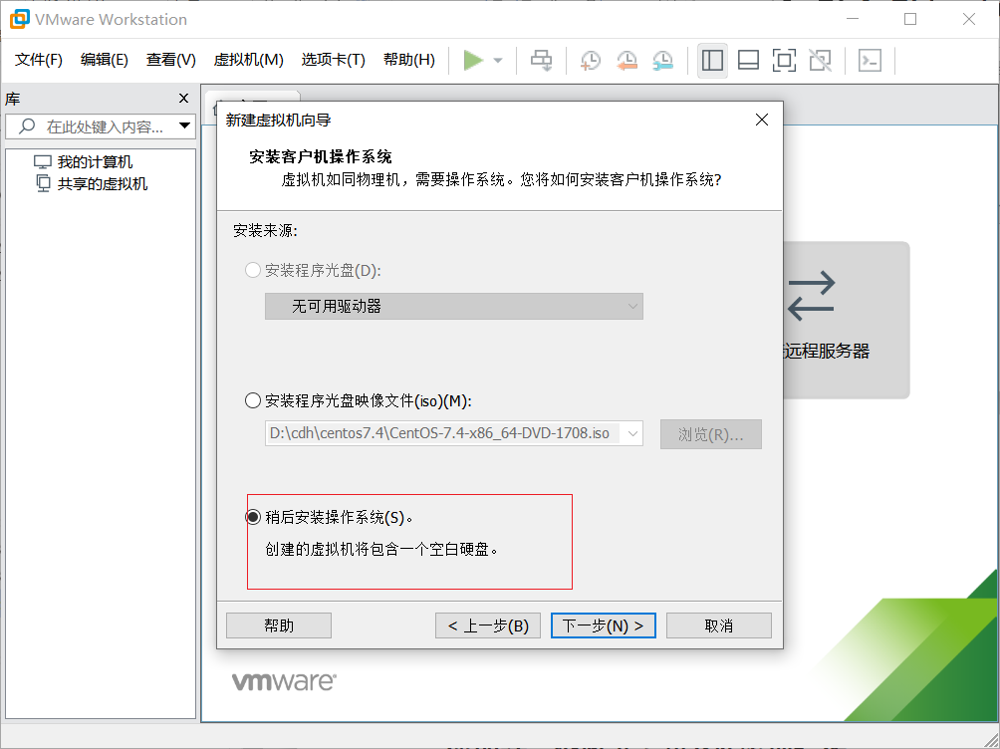 VMware Workstation
文件(F) 编辑(E) 查看(V) 虚拟机(M) 选项卡(T) 帮助(H)
库
在此处键入内容...
我的计算机
共享的虚拟机
新建虚拟机向导
安装客户机操作系统
虚拟机如同物理机，需要操作系统。您将如何安装客户机操作系统?
安装来源:
安装程序光盘(D):
无可用驱动器
远程服务器
安装程序光盘映像文件(iso)(M):
D:\cdh\centos7.4\CentOS-7.4-x86_64-DVD-1708.iso
浏览(R)...
稍后安装操作系统(S)。
创建的虚拟机将包含一个空白硬盘。
帮助
< 上一步(B) 下一步(N) > 取消
vmware